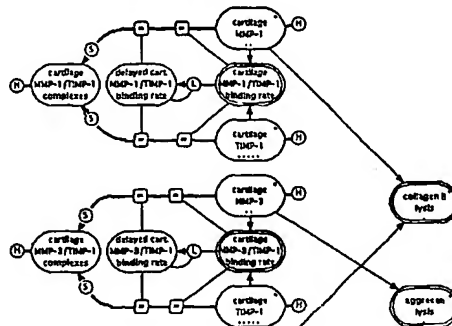 cartilage
MMP-1
H
=
=
S
H
cartilage
MMP-1/TIMP-1
complexes
delayed cart.
MMP-1/TIMP-1
binding rate
L
cartilage
MMP-1/TIMP-1
binding rate
S
=
=
cartilage
TIMP-1
H
collagen II
lysis
cartilage
MMP-3
H
=
=
S
H
cartilage
MMP-3/TIMP-1
complexes
delayed cart.
MMP-3/TIMP-1
binding rate
L
cartilage
MMP-3/TIMP-1
binding rate
S
=
=
cartilage
TIMP-1
H
aggrecan
lysis